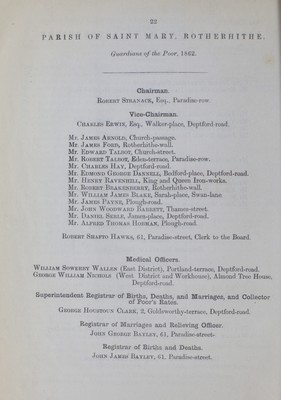 22
PARISH OF SAINT MARY, ROTHERHITHE.
Guardians of the Poor, 1862.
Chairman.
ROBERT STRANACK, Esq., Paradise-row.
Vice-Chairman.
CHARLES ERWIN, Esq., Walker-place, Deptford-road.
Mr. JAMES ARNOLD, Church-passage.
Mr. JAMES FORD, Rotherhithe-wall.
Mr. EDWARD TALBOT, Church-street.
Mr. ROBERT TALBOT, Eden-terrace, Paradise-row.
Mr. CHARLES HAY, Deptford-road.
Mr. EDMOND GEORGE DANNELL, Radford-place, Deptford-road.
Mr. HENRY RAVENHILL, King and Queen Iron-works.
Mr. ROBERT BRAKENBERRY, Rotherhithe-wall.
Mr. WILLIAM JAMES BLAKE, Sarah-place, Swan-lane.
Mr. JAMES PAYNE, Plough-road.
Mr. JOHN WOODWARD BARRETT, Thames-street.
Mr. DANIEL SEIGLE, James-place, Deptford-road.
Mr. ALFRED THOMAS HOBMAN, Plough-road.
ROBERT SHAFTO HAWKS, 61, Paradise-street, Clerk to the Board.
Medical Officers.
WILLIAM SOWERBY WALLEN (East District), Portland-terrace, Deptford-road.
GEORGE WILLIAM NICHOLS (West District and Workhouse), Almond Tree House,
Deptford-road.
Superintendent Registrar of Births, Deaths, and Marriages, and Collector
of Poor's Rates.
GEORGE HOUSTOUN CLARK, 2, Goldsworthy-terrace, Deptford-road.
Registrar of Marriages and Relieving Officer.
JOHN GEORGE BAYLEY, 61, Paradise-street.
Registrar of Births and Deaths.
JOHN JAMES BAYLEY, 61, Paradise-street.